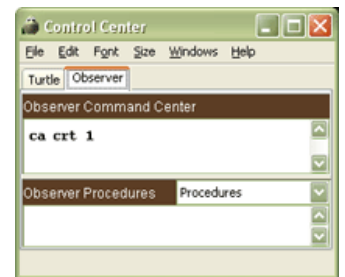 Control Center
File Edit Font Size Windows Help
Turtle Observer
Observer Command Center
ca crt 1
Observer Procedures Procedures